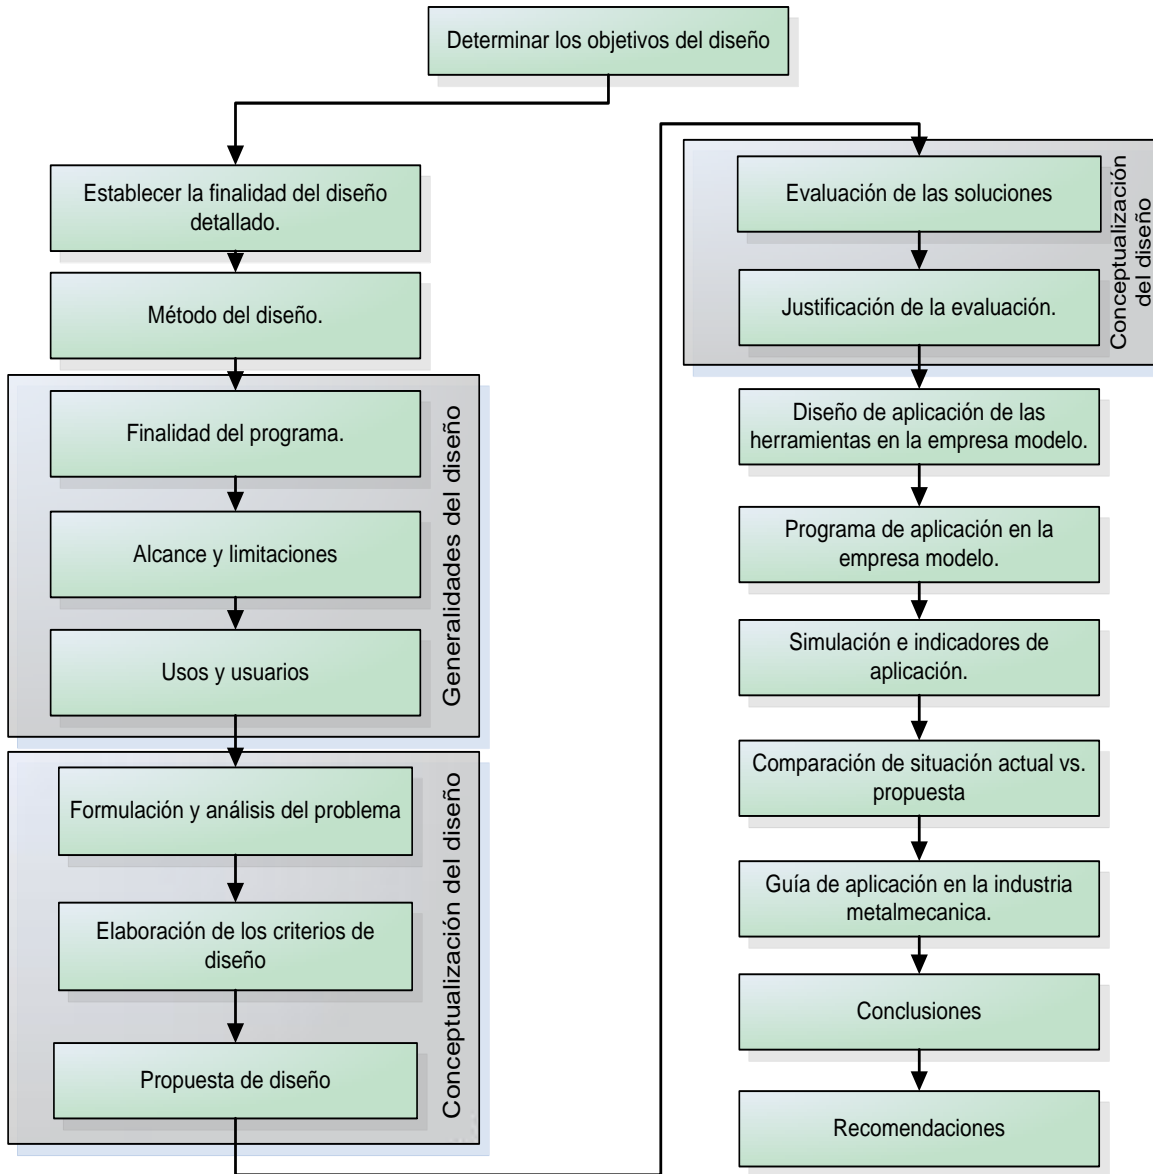 Determinar los objetivos del diseño
Establecer la finalidad del diseño
detallado.
Método del diseño.
Finalidad del programa.
Alcance y limitaciones
Usos y usuarios
Generalidades del diseño
Formulación y análisis del problema
Elaboración de los criterios de
diseño
Propuesta de diseño
Conceptualización del diseño
Evaluación de las soluciones
Justificación de la evaluación.
Conceptualización
del diseño
Diseño de aplicación de las
herramientas en la empresa modelo.
Programa de aplicación en la
empresa modelo.
Simulación e indicadores de
aplicación.
Comparación de situación actual vs.
propuesta
Guía de aplicación en la industria
metalmecanica.
Conclusiones
Recomendaciones